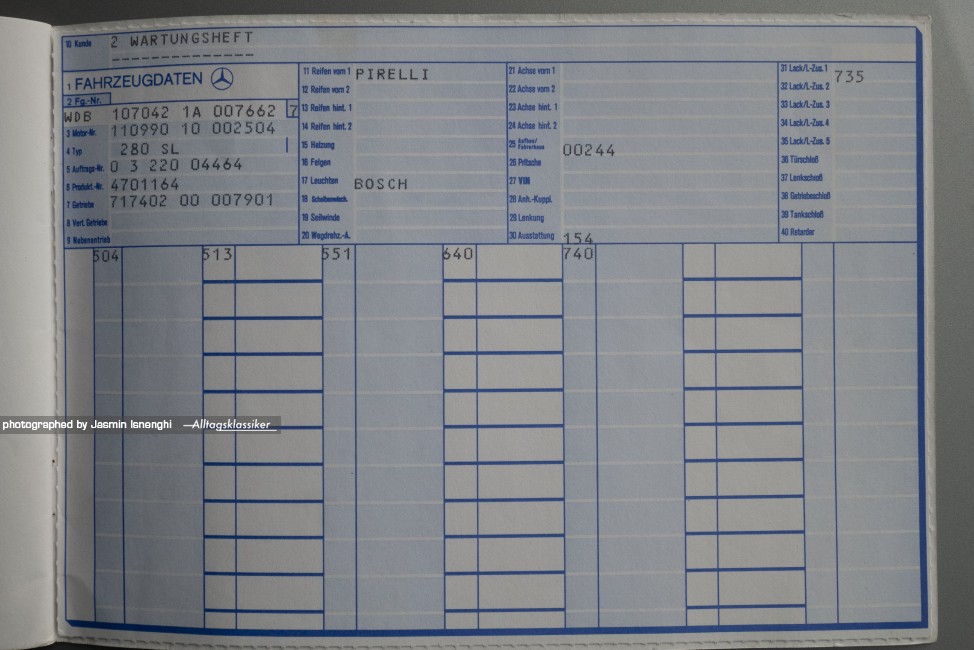 10 Kunde 2 WARTUNGSHEFT
--------------
1 FAHRZEUGDATEN
2 Fg.-Nr.
WDB 107042 1A 007662 7
3 Motor-Nr. 110990 10 002504
4 Typ 280 SL
5 Auftrags-Nr. 0 3 220 04464
6 Produkt.-Nr. 4701164
7 Getriebe 717402 00 007901
8 Vert. Getriebe
9 Nebenantrieb
11 Reifen vorn 1 PIRELLI
12 Reifen vorn 2
13 Reifen hint. 1
14 Reifen hint. 2
15 Heizung
16 Felgen
17 Leuchten BOSCH
18 Scheibenwisch.
19 Seilwinde
20 Wegdrehz.-A.
21 Achse vorn 1
22 Achse vorn 2
23 Achse hint. 1
24 Achse hint. 2
25 Aufbau/Fahrerhaus 00244
26 Pritsche
27 VIN
28 Anh.-Kuppl.
29 Lenkung
30 Ausstattung 154
31 Lack/L-Zus. 1 735
32 Lack/L-Zus. 2
33 Lack/L-Zus. 3
34 Lack/L-Zus. 4
35 Lack/L-Zus. 5
36 Türschloß
37 Lenkschloß
38 Getriebeschloß
39 Tankschloß
40 Retarder
504 513 551 640 740
photographed by Jasmin Isnenghi —Alltagsklassiker